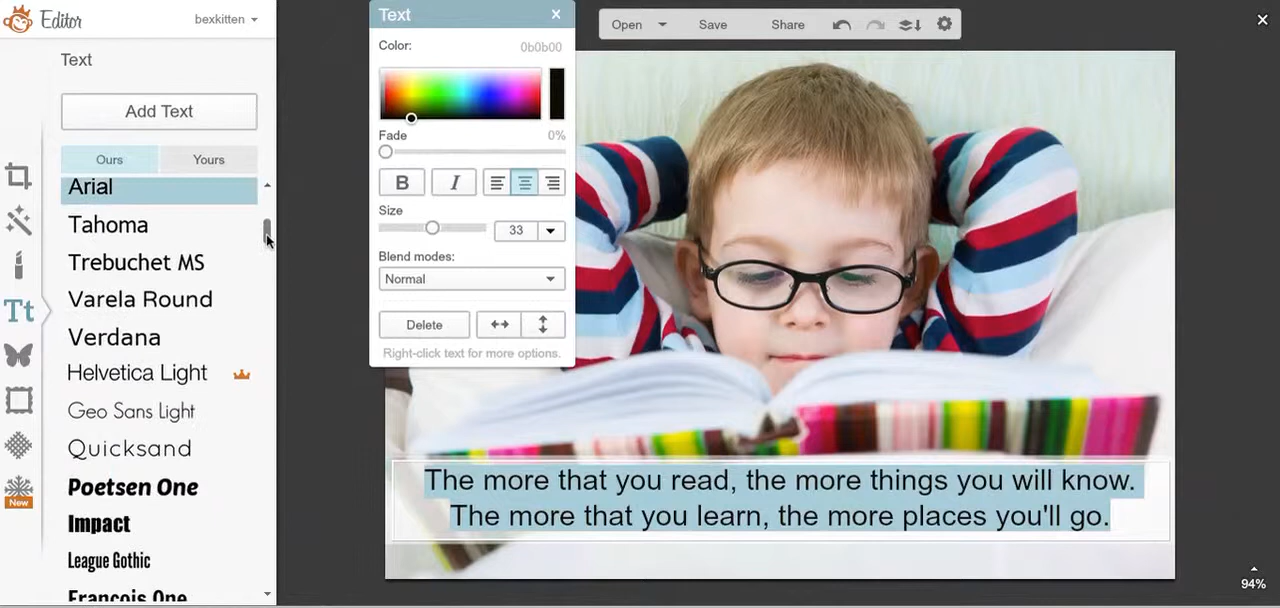 Editor
bexkitten
Text
Add Text
Ours
Yours
Arial
Tahoma
Trebuchet MS
Varela Round
Verdana
Helvetica Light
Geo Sans Light
Quicksand
Poetsen One
Impact
League Gothic
Francois One
Tt
New
Text
Color:
0b0b00
Fade
0%
B
I
Size
33
Blend modes:
Normal
Delete
Right-click text for more options.
Open
Save
Share
The more that you read, the more things you will know.
The more that you learn, the more places you'll go.
94%